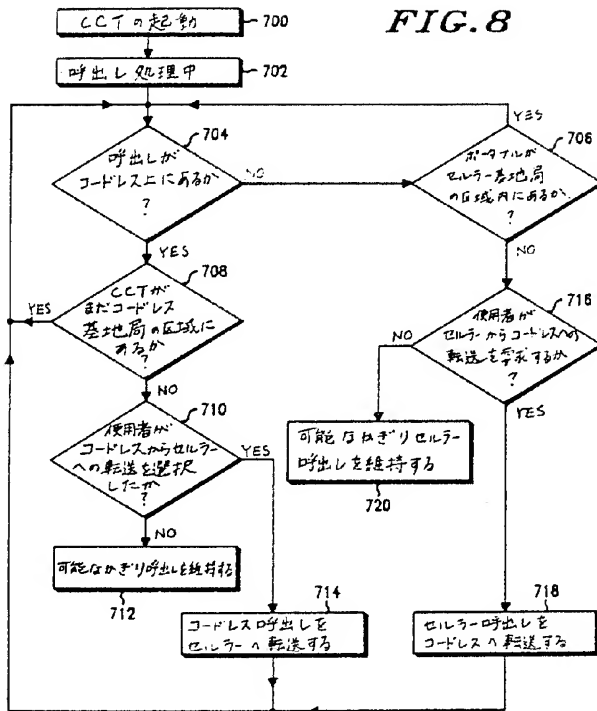 FIG.8
CCTの起動
700
呼出し処理中
702
704
呼出しが
コードレス上にあるか
?
NO
YES
706
ポータブルが
セルラー基地局
の区域内にあるか
?
YES
NO
708
CCTが
まだコードレス
基地局の区域に
あるか
?
YES
NO
716
使用者が
セルラーからコードレスへの
転送を要求するか
?
NO
YES
710
使用者が
コードレスからセルラー
への転送を選択
したか
?
YES
NO
可能なかぎりセルラー
呼出しを維持する
720
可能なかぎり呼出しを維持する
712
714
コードレス呼出しを
セルラーへ転送する
718
セルラー呼出しを
コードレスへ転送する